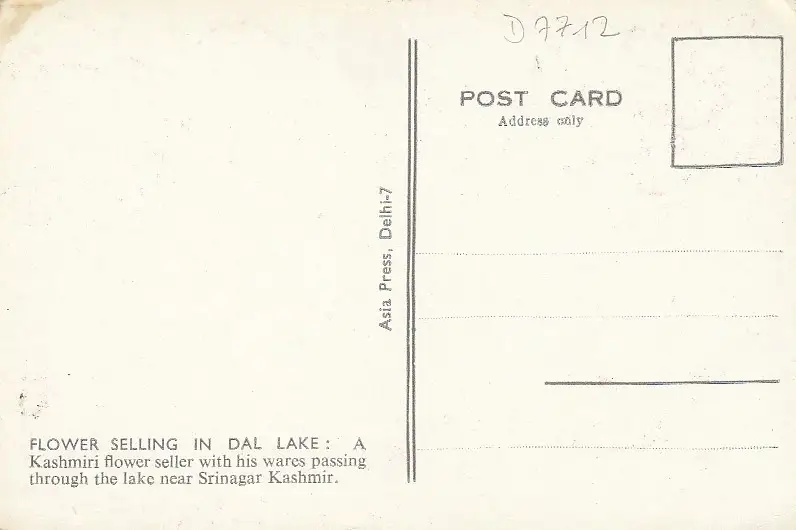 D7712
POST CARD
Address only
Asia Press, Delhi-7
FLOWER SELLING IN DAL LAKE : A
Kashmiri flower seller with his wares passing
through the lake near Srinagar Kashmir.